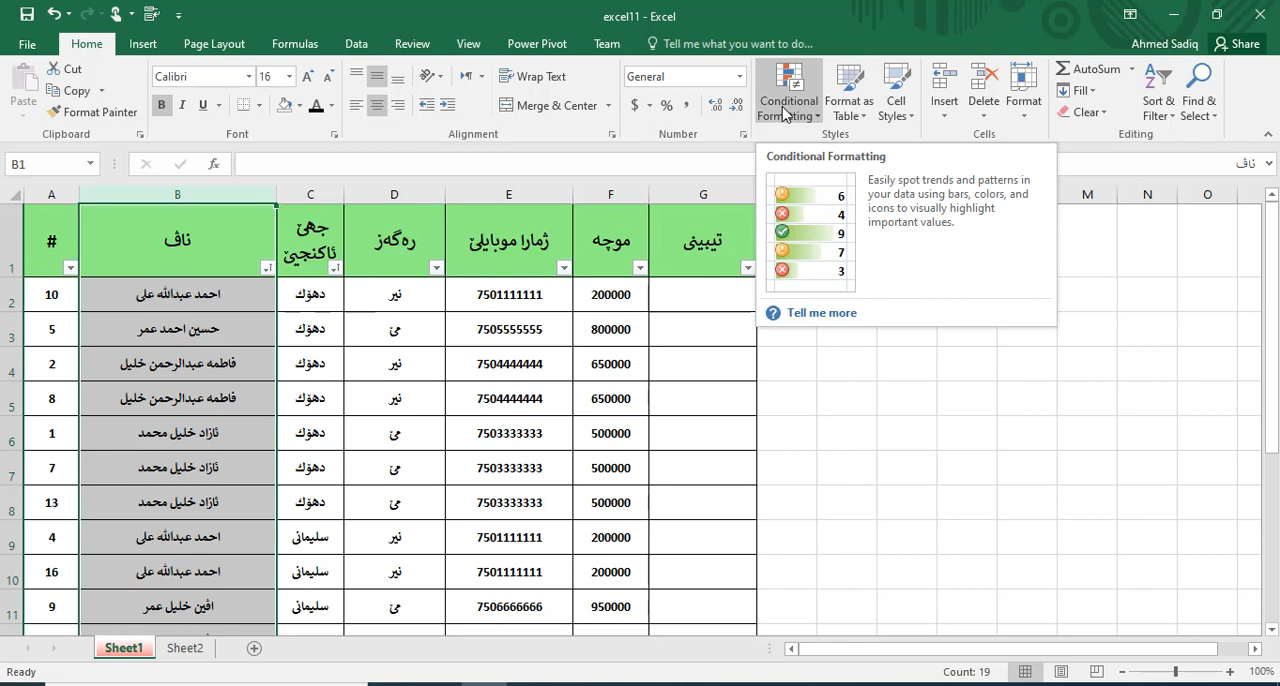 excel11 - Excel
File Home Insert Page Layout Formulas Data Review View Power Pivot Team Tell me what you want to do... Ahmed Sadiq Share
Paste Cut Copy Format Painter Clipboard
Calibri 16 B I U A Font
Wrap Text Merge & Center Alignment
General $ % , Number
Conditional Formatting Format as Table Cell Styles Styles
Insert Delete Format Cells
AutoSum Fill Clear Sort & Filter Find & Select Editing
B1 fx ناڤ
Conditional Formatting
Easily spot trends and patterns in
your data using bars, colors, and
icons to visually highlight
important values.
6
4
9
7
3
Tell me more
A B C D E F G M N O
1 # ناڤ جهێ ئاكنجیێ رەگەز ژمارا موبایلێ موچە تیبینی
2 10 احمد عبدالله على دهۆك نێر 7501111111 200000
3 5 حسین احمد عمر دهۆك مێ 7505555555 800000
4 2 فاطمه عبدالرحمن خلیل دهۆك نێر 7504444444 650000
5 8 فاطمه عبدالرحمن خلیل دهۆك نێر 7504444444 650000
6 1 ئازاد خلیل محمد دهۆك مێ 7503333333 500000
7 7 ئازاد خلیل محمد دهۆك مێ 7503333333 500000
8 13 ئازاد خلیل محمد دهۆك مێ 7503333333 500000
9 4 احمد عبدالله على سلیمانى نێر 7501111111 200000
10 16 احمد عبدالله على سلیمانى نێر 7501111111 200000
11 9 اڤین خلیل عمر سلیمانى مێ 7506666666 950000
Sheet1 Sheet2
Ready Count: 19 100%